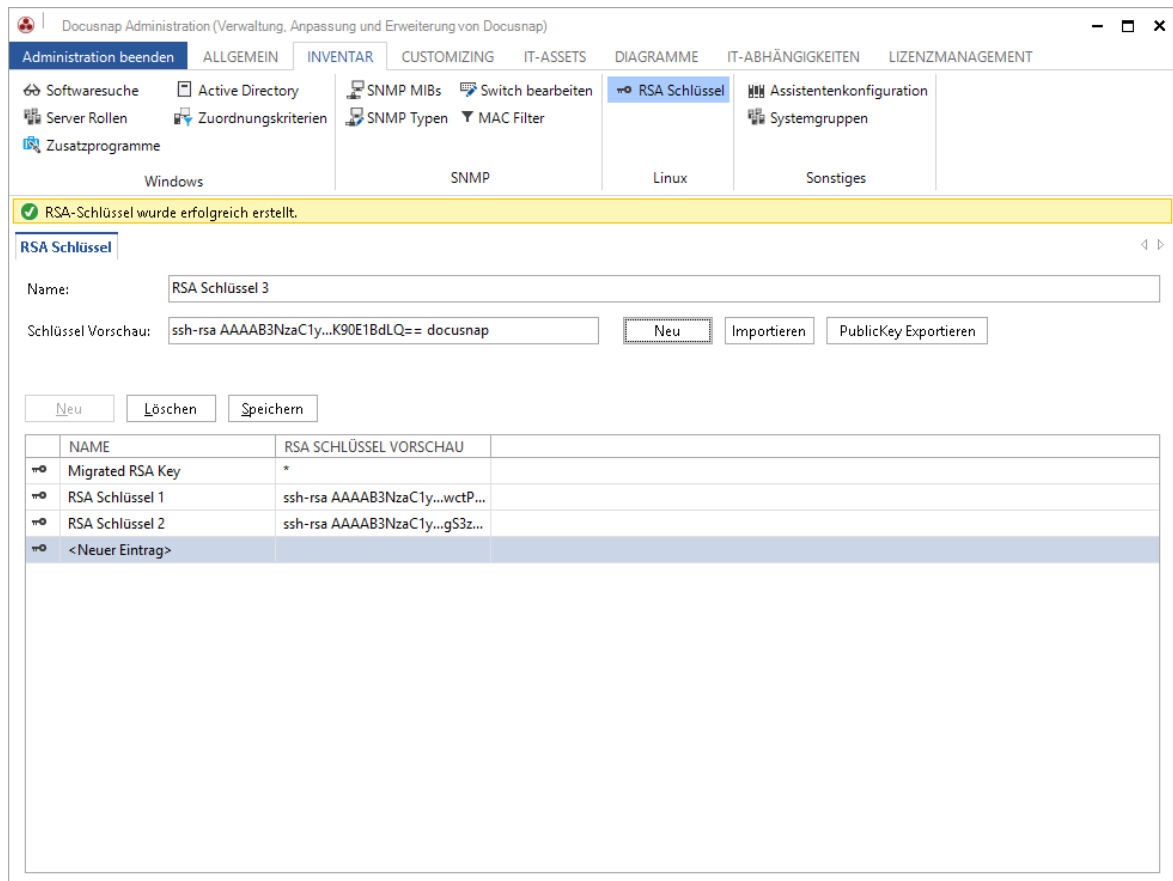 Docusnap Administration (Verwaltung, Anpassung und Erweiterung von Docusnap)
Administration beenden ALLGEMEIN INVENTAR CUSTOMIZING IT-ASSETS DIAGRAMME IT-ABHÄNGIGKEITEN LIZENZMANAGEMENT
Softwaresuche Active Directory SNMP MIBs Switch bearbeiten RSA Schlüssel Assistentenkonfiguration
Server Rollen Zuordnungskriterien SNMP Typen MAC Filter Systemgruppen
Zusatzprogramme
Windows SNMP Linux Sonstiges
RSA-Schlüssel wurde erfolgreich erstellt.
RSA Schlüssel
Name: RSA Schlüssel 3
Schlüssel Vorschau: ssh-rsa AAAAB3NzaC1y...K90E1BdLQ== docusnap Neu Importieren PublicKey Exportieren
Neu Löschen Speichern
NAME RSA SCHLÜSSEL VORSCHAU
Migrated RSA Key *
RSA Schlüssel 1 ssh-rsa AAAAB3NzaC1y...wctP...
RSA Schlüssel 2 ssh-rsa AAAAB3NzaC1y...gS3z...
<Neuer Eintrag>